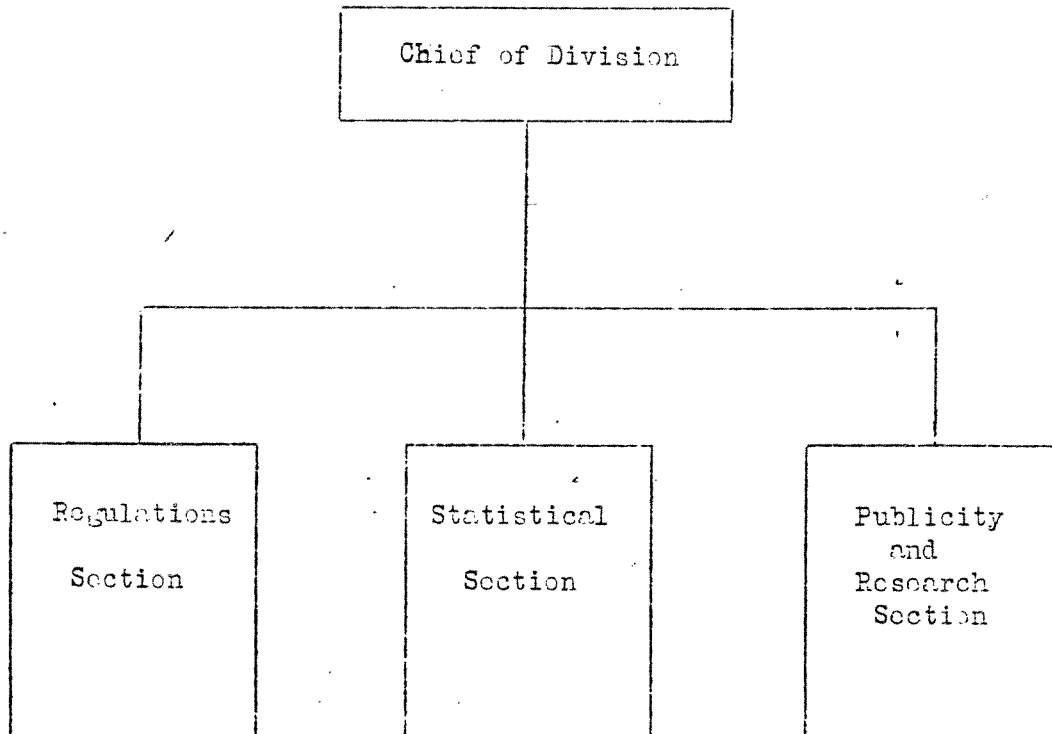 Chief of Division
Regulations
Section
Statistical
Section
Publicity
and
Research
Section